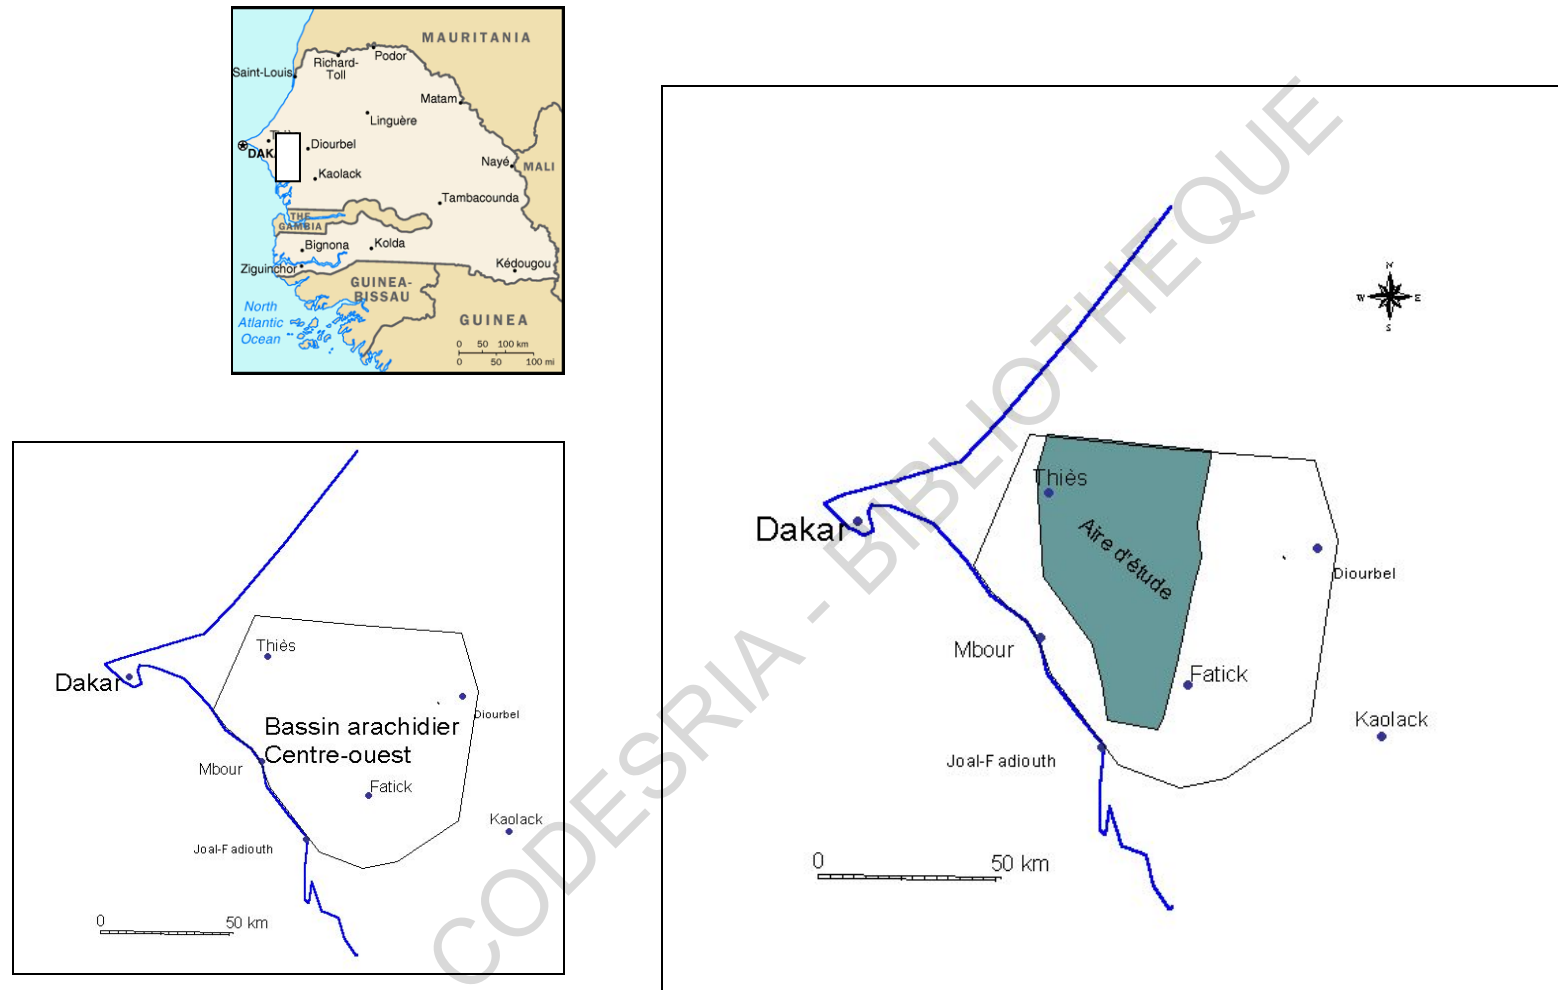 MAURITANIA
Podor
Richard-
Toll
Saint-Louis
Matam
Linguère
Diourbel
DAK
Nayé
MALI
Kaolack
Tambacounda
THE
GAMBIA
Bignona
Kolda
Ziguinchor
Kédougou
GUINEA-
BISSAU
North
Atlantic
Ocean
GUINEA
0 50 100 km
0 50 100 mi
Thiès
Dakar
Diourbel
Bassin arachidier
Centre-ouest
Mbour
Fatick
Kaolack
Joal-Fadiouth
0 50 km
N
W E
S
Thiès
Dakar
Aire d'étude
Diourbel
Mbour
Fatick
Kaolack
Joal-Fadiouth
0 50 km
CODESRIA - BIBLIOTHEQUE